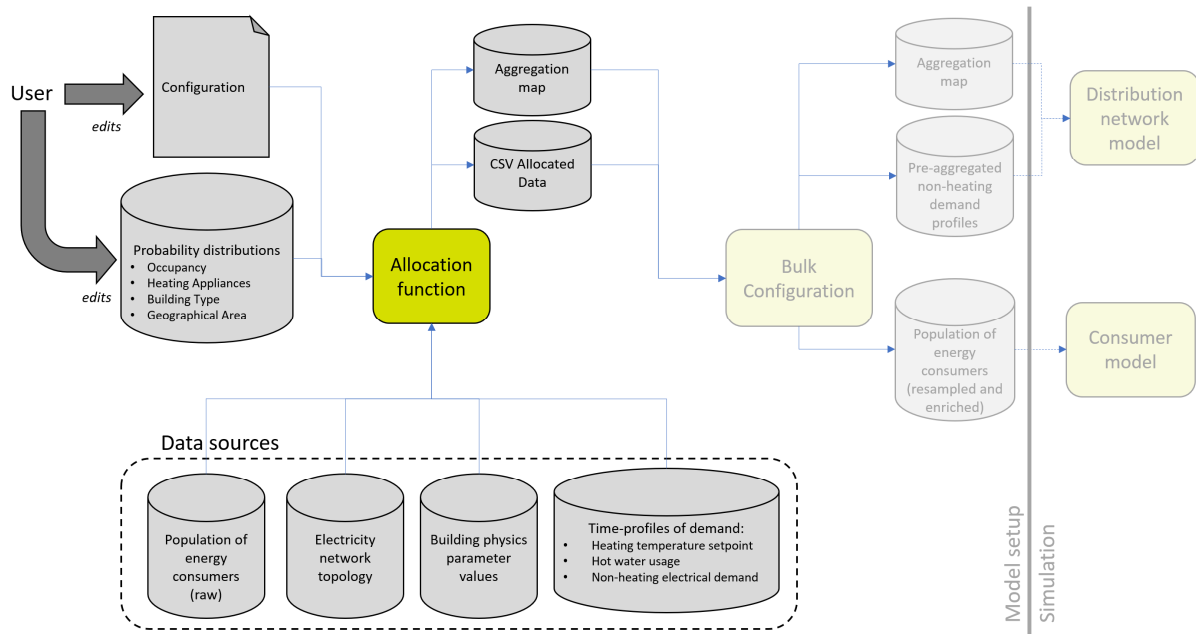 User
edits
Configuration
edits
Probability distributions
• Occupancy
• Heating Appliances
• Building Type
• Geographical Area
Allocation
function
Aggregation
map
CSV Allocated
Data
Bulk
Configuration
Aggregation
map
Pre-aggregated
non-heating
demand
profiles
Population of
energy
consumers
(resampled and
enriched)
Distribution
network
model
Consumer
model
Data sources
Population of
energy
consumers
(raw)
Electricity
network
topology
Building physics
parameter
values
Time-profiles of demand:
• Heating temperature setpoint
• Hot water usage
• Non-heating electrical demand
Model setup
Simulation